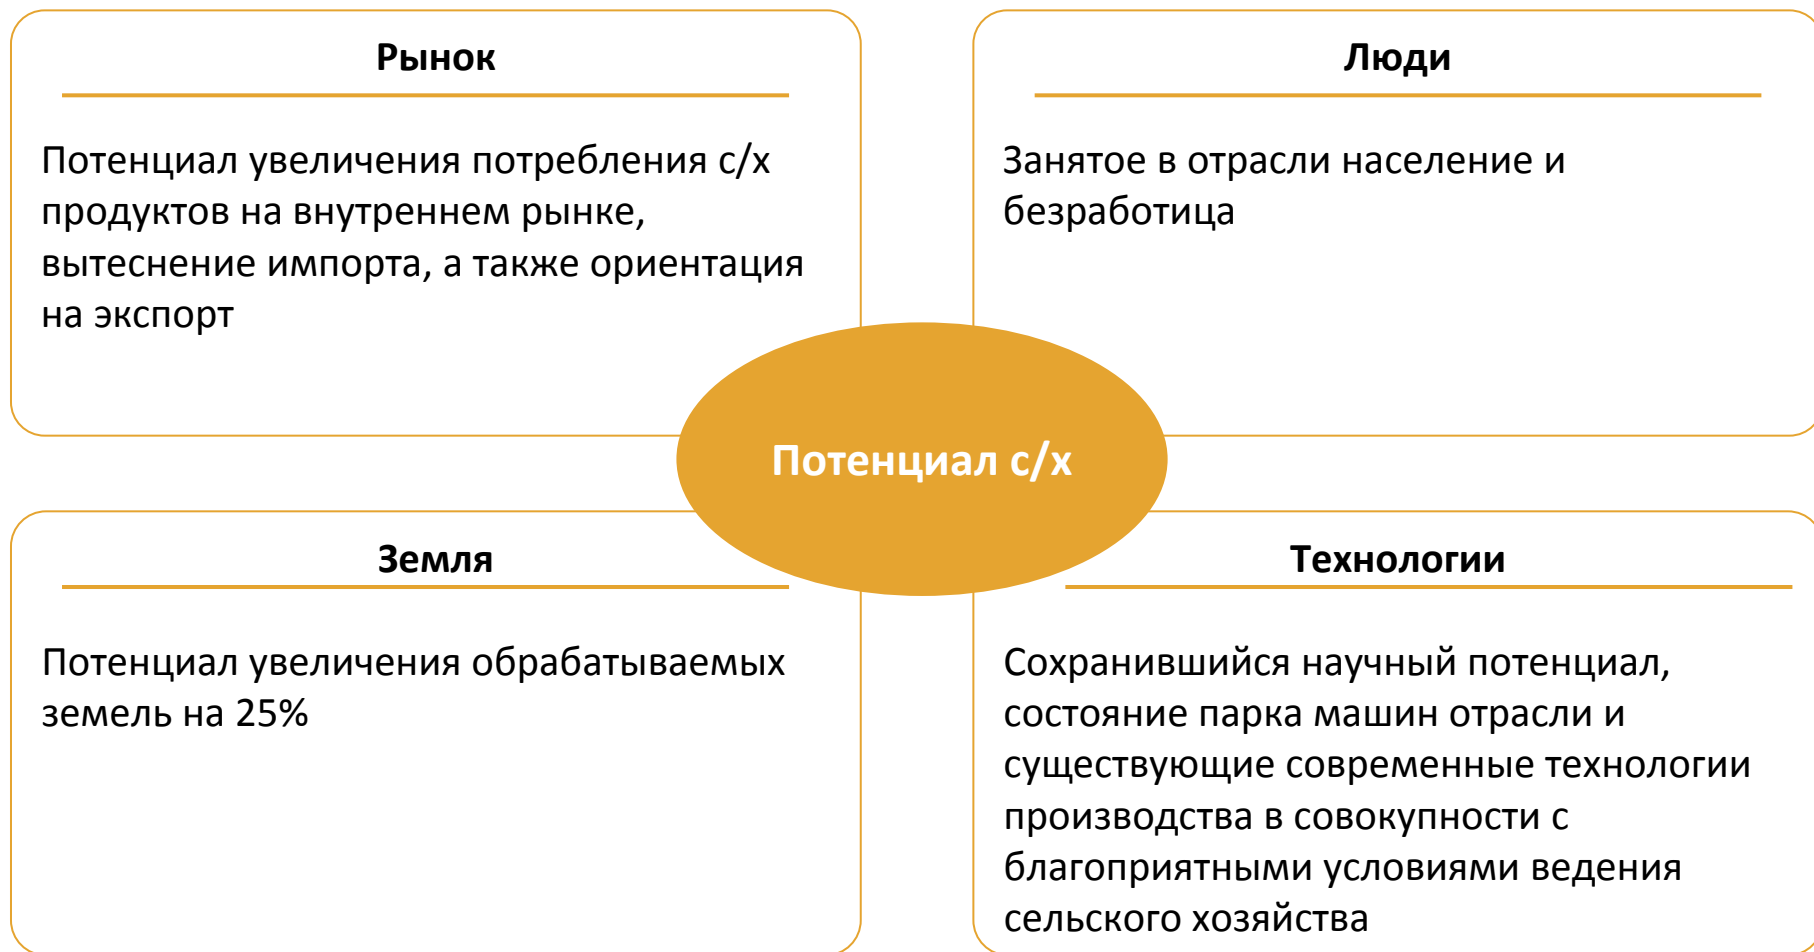 Рынок
Потенциал увеличения потребления с/х
продуктов на внутреннем рынке,
вытеснение импорта, а также ориентация
на экспорт
Люди
Занятое в отрасли население и
безработица
Потенциал с/х
Земля
Потенциал увеличения обрабатываемых
земель на 25%
Технологии
Сохранившийся научный потенциал,
состояние парка машин отрасли и
существующие современные технологии
производства в совокупности с
благоприятными условиями ведения
сельского хозяйства